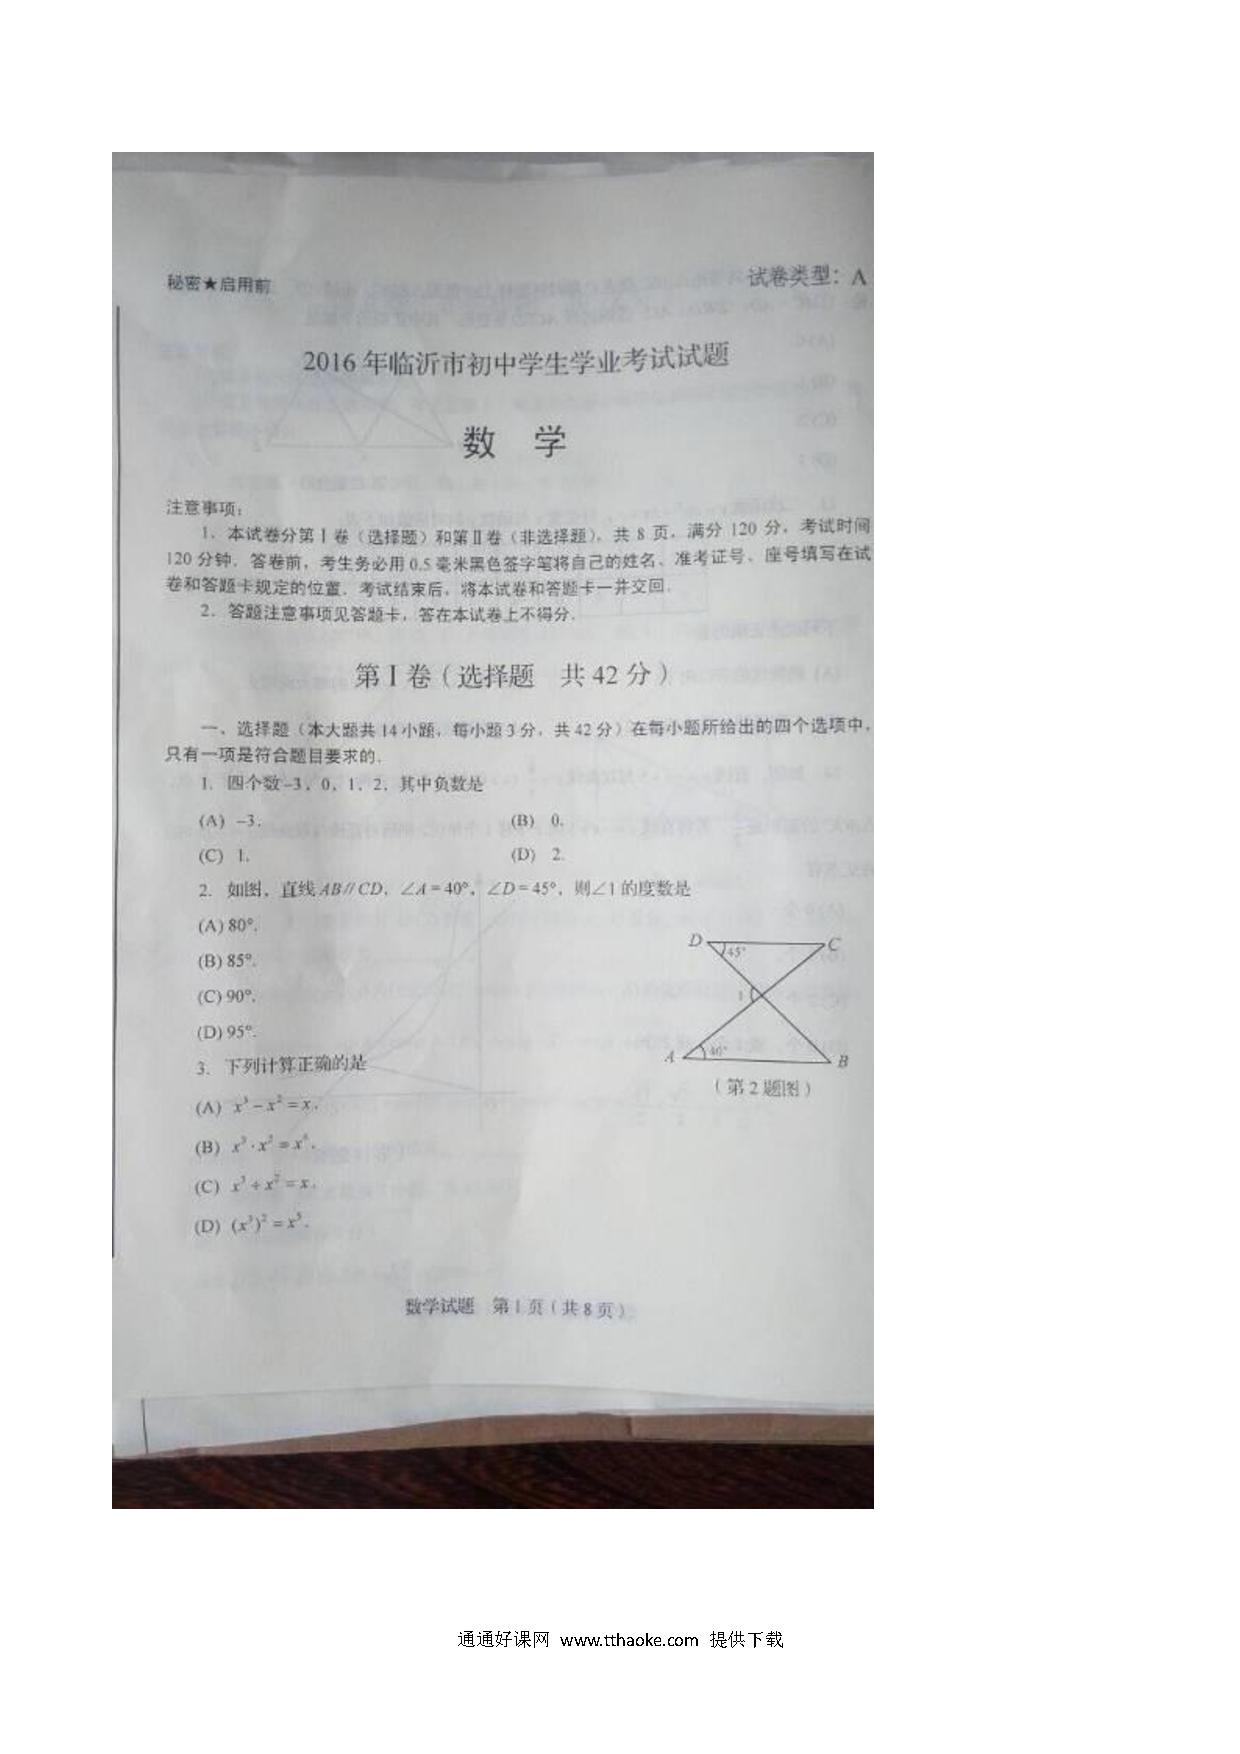 秘密★启用前
试卷类型：A
2016年临沂市初中学生学业考试试题
数 学
注意事项：
1．本试卷分第Ⅰ卷（选择题）和第Ⅱ卷（非选择题），共8页，满分120分，考试时间
120分钟．答卷前，考生务必用0.5毫米黑色签字笔将自己的姓名、准考证号、座号填写在试
卷和答题卡规定的位置．考试结束后，将本试卷和答题卡一并交回．
2．答题注意事项见答题卡，答在本试卷上不得分．
第Ⅰ卷（选择题 共42分）
一、选择题（本大题共14小题，每小题3分，共42分）在每小题所给出的四个选项中，
只有一项是符合题目要求的．
1. 四个数–3，0，1，2，其中负数是
(A) –3.
(B) 0.
(C) 1.
(D) 2.
2. 如图，直线AB∥CD，∠A=40°，∠D=45°，则∠1的度数是
(A) 80°.
(B) 85°.
(C) 90°.
(D) 95°.
D
45°
C
1
A
40°
B
（第2题图）
3. 下列计算正确的是
(A) x³－x²=x．
(B) x³·x²=x⁶．
(C) x³÷x²=x．
(D) (x³)²=x⁵．
数学试题 第1页（共8页）
通通好课网 www.tthaoke.com 提供下载